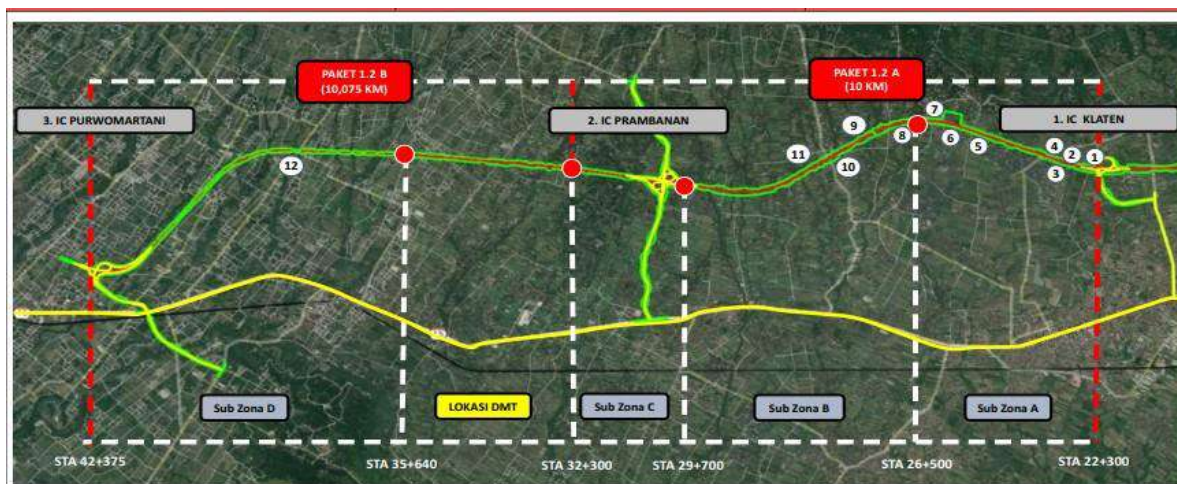 PAKET 1.2 B
(10,075 KM)
PAKET 1.2 A
(10 KM)
3. IC PURWOMARTANI
2. IC PRAMBANAN
1. IC KLATEN
7
9
8
6
5
4
2
1
3
11
10
12
Sub Zona D
LOKASI DMT
Sub Zona C
Sub Zona B
Sub Zona A
STA 42+375
STA 35+640
STA 32+300
STA 29+700
STA 26+500
STA 22+300